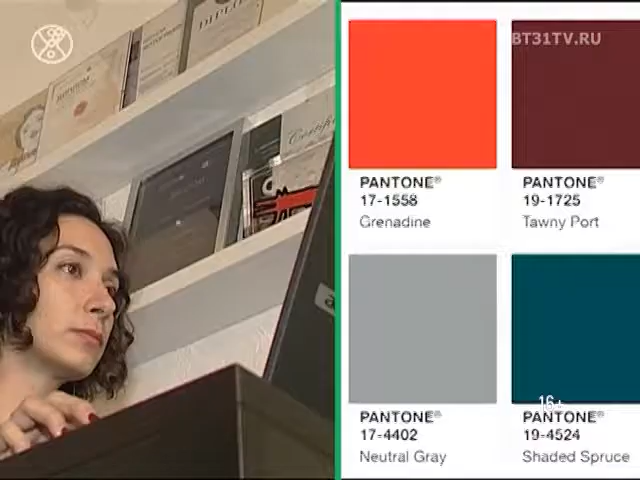 DIPLOM
BT31TV.RU
PANTONE®
17-1558
Grenadine
PANTONE®
19-1725
Tawny Port
16+
PANTONE®
17-4402
Neutral Gray
PANTONE®
19-4524
Shaded Spruce